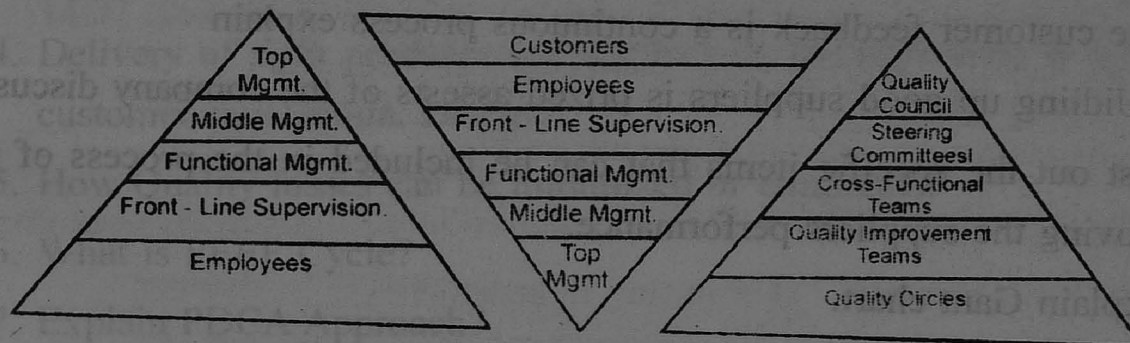 Top
Mgmt.
Middle Mgmt.
Functional Mgmt.
Front - Line Supervision.
Employees
Customers
Employees
Front - Line Supervision.
Functional Mgmt.
Middle Mgmt.
Top
Mgmt
Quality
Council
Steering
Committeesl
Cross-Functional
Teams
Quality Improvement
Teams
Quality Circles